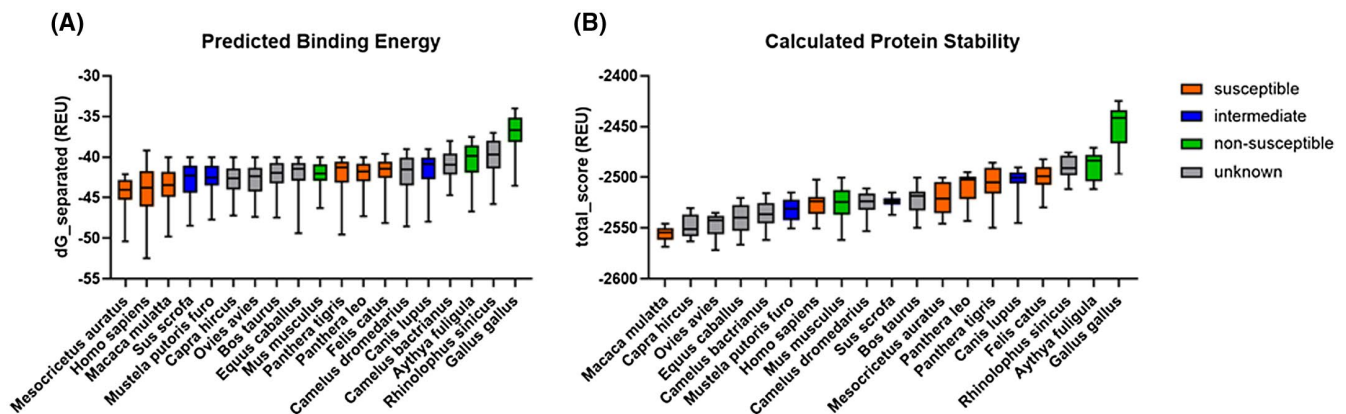 (A)
Predicted Binding Energy
dG_separated (REU)
-30
-35
-40
-45
-50
-55
Mesocricetus auratus
Homo sapiens
Macaca mulatta
Sus scrofa
Mustela putoris furo
Capra hircus
Ovies avies
Bos taurus
Equus caballus
Mus musculus
Panthera tigris
Panthera leo
Felis catus
Camelus dromedarius
Canis lupus
Camelus bactrianus
Aythya fuligula
Rhinolophus sinicus
Gallus gallus
(B)
Calculated Protein Stability
total_score (REU)
-2400
-2450
-2500
-2550
-2600
Macaca mulatta
Capra hircus
Ovies avies
Equus caballus
Camelus bactrianus
Mustela putoris furo
Homo sapiens
Mus musculus
Camelus dromedarius
Sus scrofa
Bos taurus
Mesocricetus auratus
Panthera leo
Panthera tigris
Canis lupus
Felis catus
Rhinolophus sinicus
Aythya fuligula
Gallus gallus
susceptible
intermediate
non-susceptible
unknown